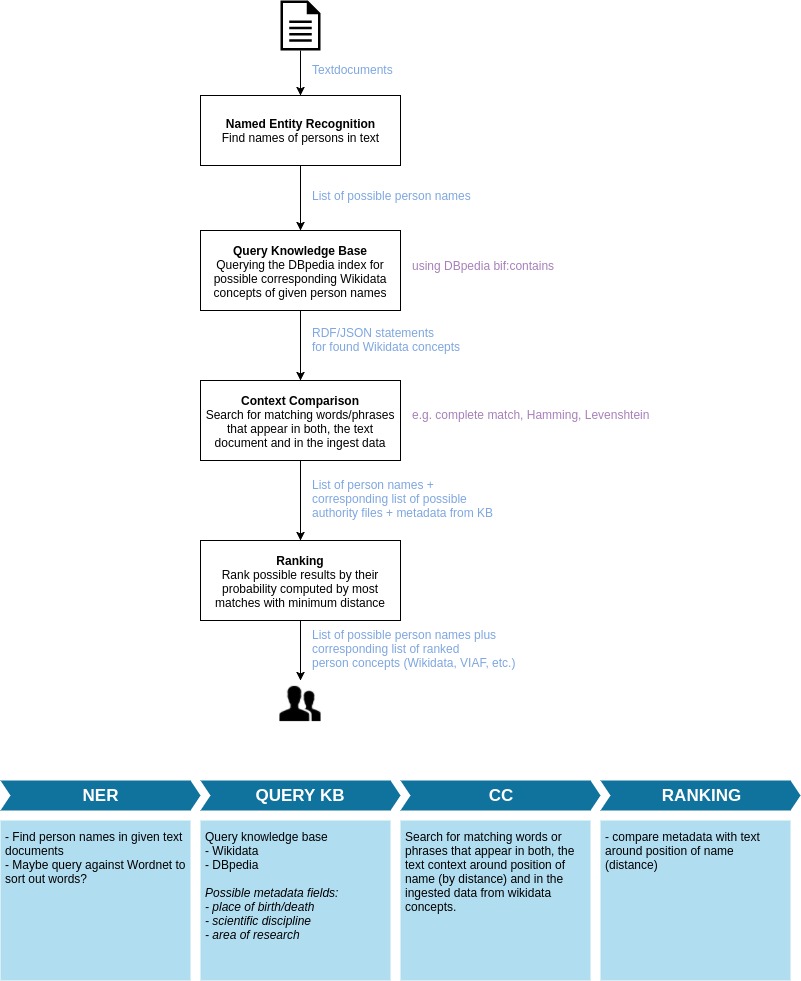 Textdocuments
Named Entity Recognition
Find names of persons in text
List of possible person names
Query Knowledge Base
Querying the DBpedia index for
possible corresponding Wikidata
concepts of given person names
using DBpedia bif:contains
RDF/JSON statements
for found Wikidata concepts
Context Comparison
Search for matching words/phrases
that appear in both, the text
document and in the ingest data
e.g. complete match, Hamming, Levenshtein
List of person names +
corresponding list of possible
authority files + metadata from KB
Ranking
Rank possible results by their
probability computed by most
matches with minimum distance
List of possible person names plus
corresponding list of ranked
person concepts (Wikidata, VIAF, etc.)
NER
- Find person names in given text
documents
- Maybe query against Wordnet to
sort out words?
QUERY KB
Query knowledge base
- Wikidata
- DBpedia
Possible metadata fields:
- place of birth/death
- scientific discipline
- area of research
CC
Search for matching words or
phrases that appear in both, the
text context around position of
name (by distance) and in the
ingested data from wikidata
concepts.
RANKING
- compare metadata with text
around position of name
(distance)